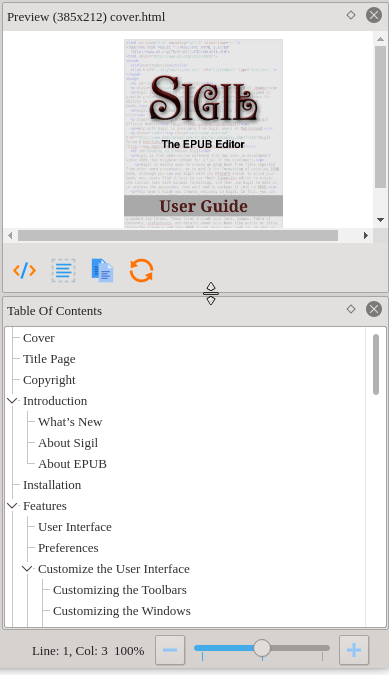 Preview (385x212) cover.html
SIGIL
The EPUB Editor
User Guide
Table Of Contents
Cover
Title Page
Copyright
Introduction
What's New
About Sigil
About EPUB
Installation
Features
User Interface
Preferences
Customize the User Interface
Customizing the Toolbars
Customizing the Windows
Line: 1, Col: 3 100%